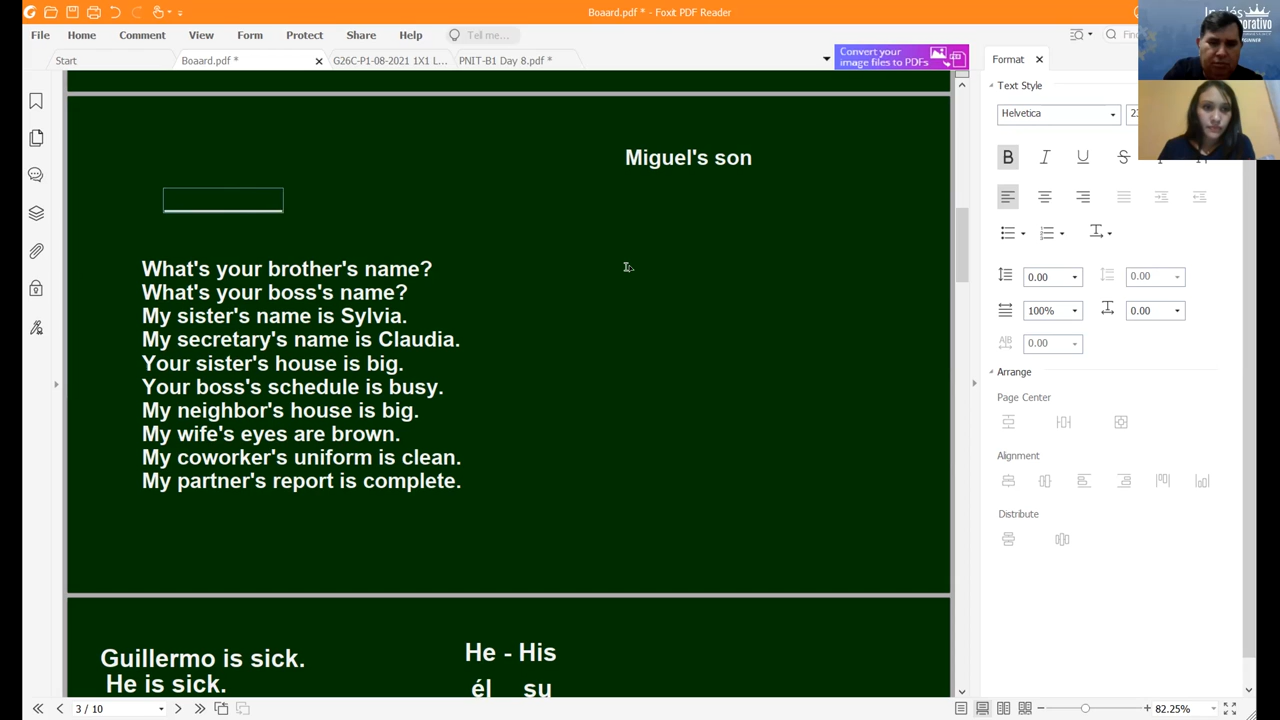 Boaard.pdf * - Foxit PDF Reader
Inglés
File
Home
Comment
View
Form
Protect
Share
Help
Tell me...
Start
Boaard.pdf *
G26C-P1-08-2021 1X1 L...
PNIT-B1 Day 8.pdf *
Convert your
image files to PDFs
Format
Text Style
Helvetica
B
I
U
S
0.00
0.00
100%
0.00
0.00
Arrange
Page Center
Alignment
Distribute
Miguel's son
What's your brother's name?
What's your boss's name?
My sister's name is Sylvia.
My secretary's name is Claudia.
Your sister's house is big.
Your boss's schedule is busy.
My neighbor's house is big.
My wife's eyes are brown.
My coworker's uniform is clean.
My partner's report is complete.
Guillermo is sick.
He is sick.
He - His
él su
3 / 10
82.25%